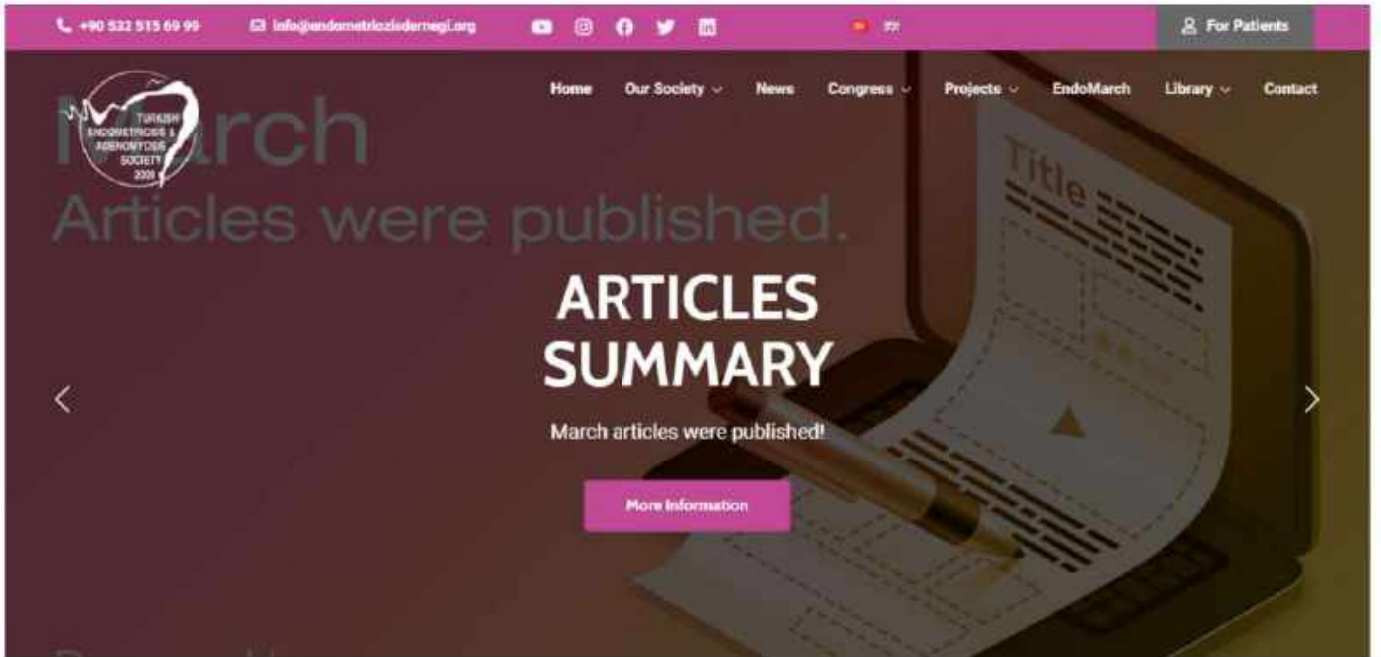 +90 532 515 69 99
info@endometriozisdernegi.org
For Patients
Home
Our Society
News
Congress
Projects
EndoMarch
Library
Contact
TURKISH
ENDOMETRIOSIS &
ADENOMYOSIS
SOCIETY
March
Articles were published.
Title
ARTICLES
SUMMARY
March articles were published!
More Information